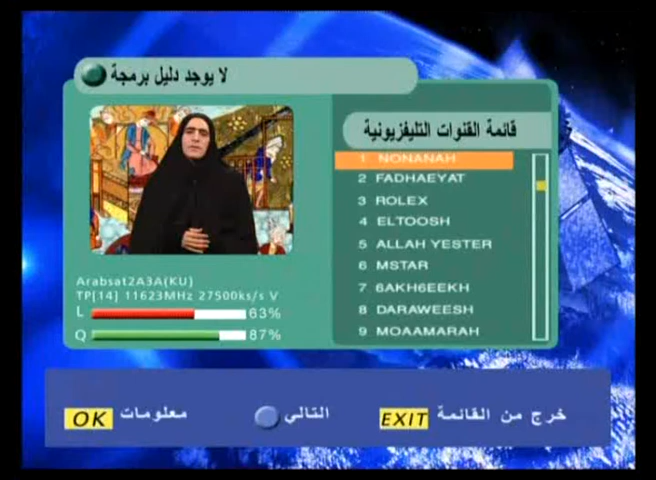 لا يوجد دليل برمجة
قائمة القنوات التليفزيونية
1 NONANAH
2 FADHAEYAT
3 ROLEX
4 ELTOOSH
5 ALLAH YESTER
6 MSTAR
7 6AKH6EEKH
8 DARAWEESH
9 MOAAMARAH
Arabsat2A3A(KU)
TP[14] 11623MHz 27500ks/s V
L 63%
Q 87%
OK معلومات
التالي
EXIT خرج من القائمة